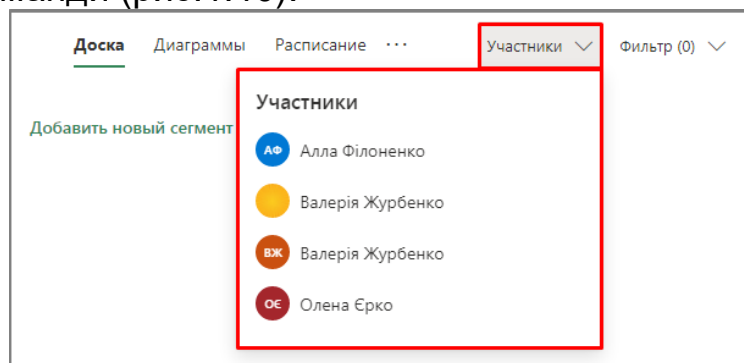 Доска Диаграммы Расписание ··· Участники Фильтр (0)
Добавить новый сегмент
Участники
АФ Алла Філоненко
Валерія Журбенко
ВЖ Валерія Журбенко
ОЄ Олена Єрко